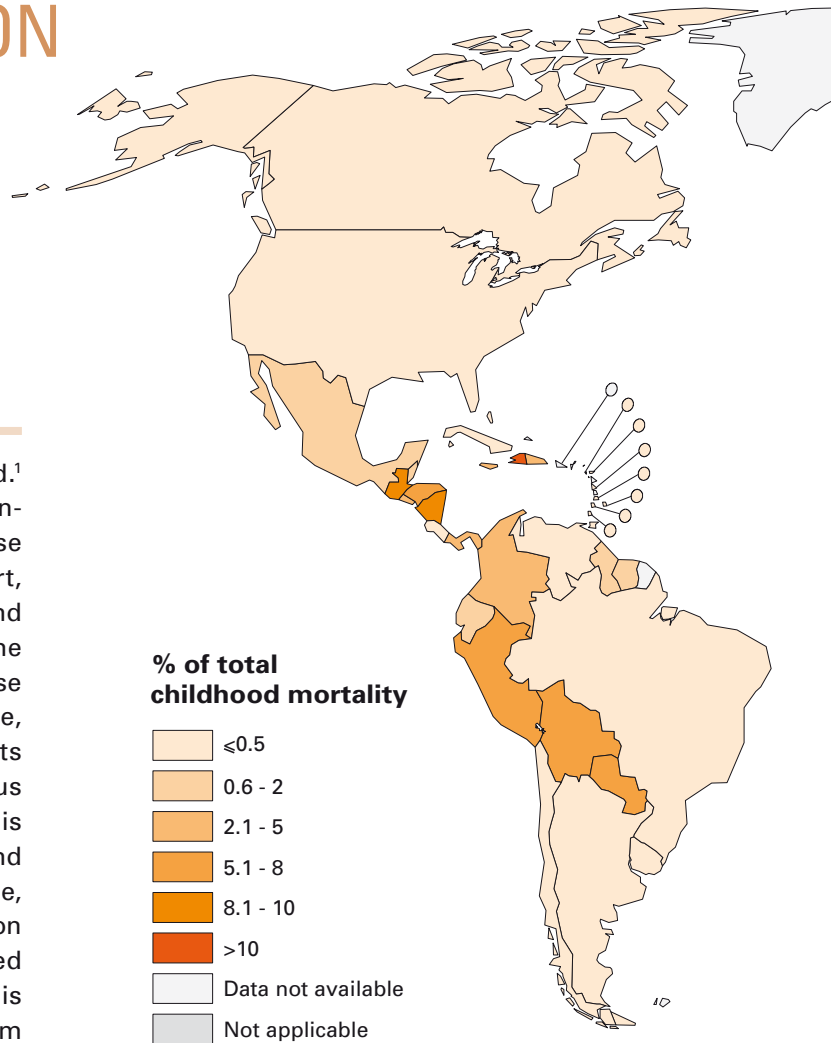 ON
d.¹
n-
se
rt,
nd
ne
se
e,
ts
us
is
nd
e,
on
ed
is
m
% of total
childhood mortality
⩽0.5
0.6 - 2
2.1 - 5
5.1 - 8
8.1 - 10
>10
Data not available
Not applicable